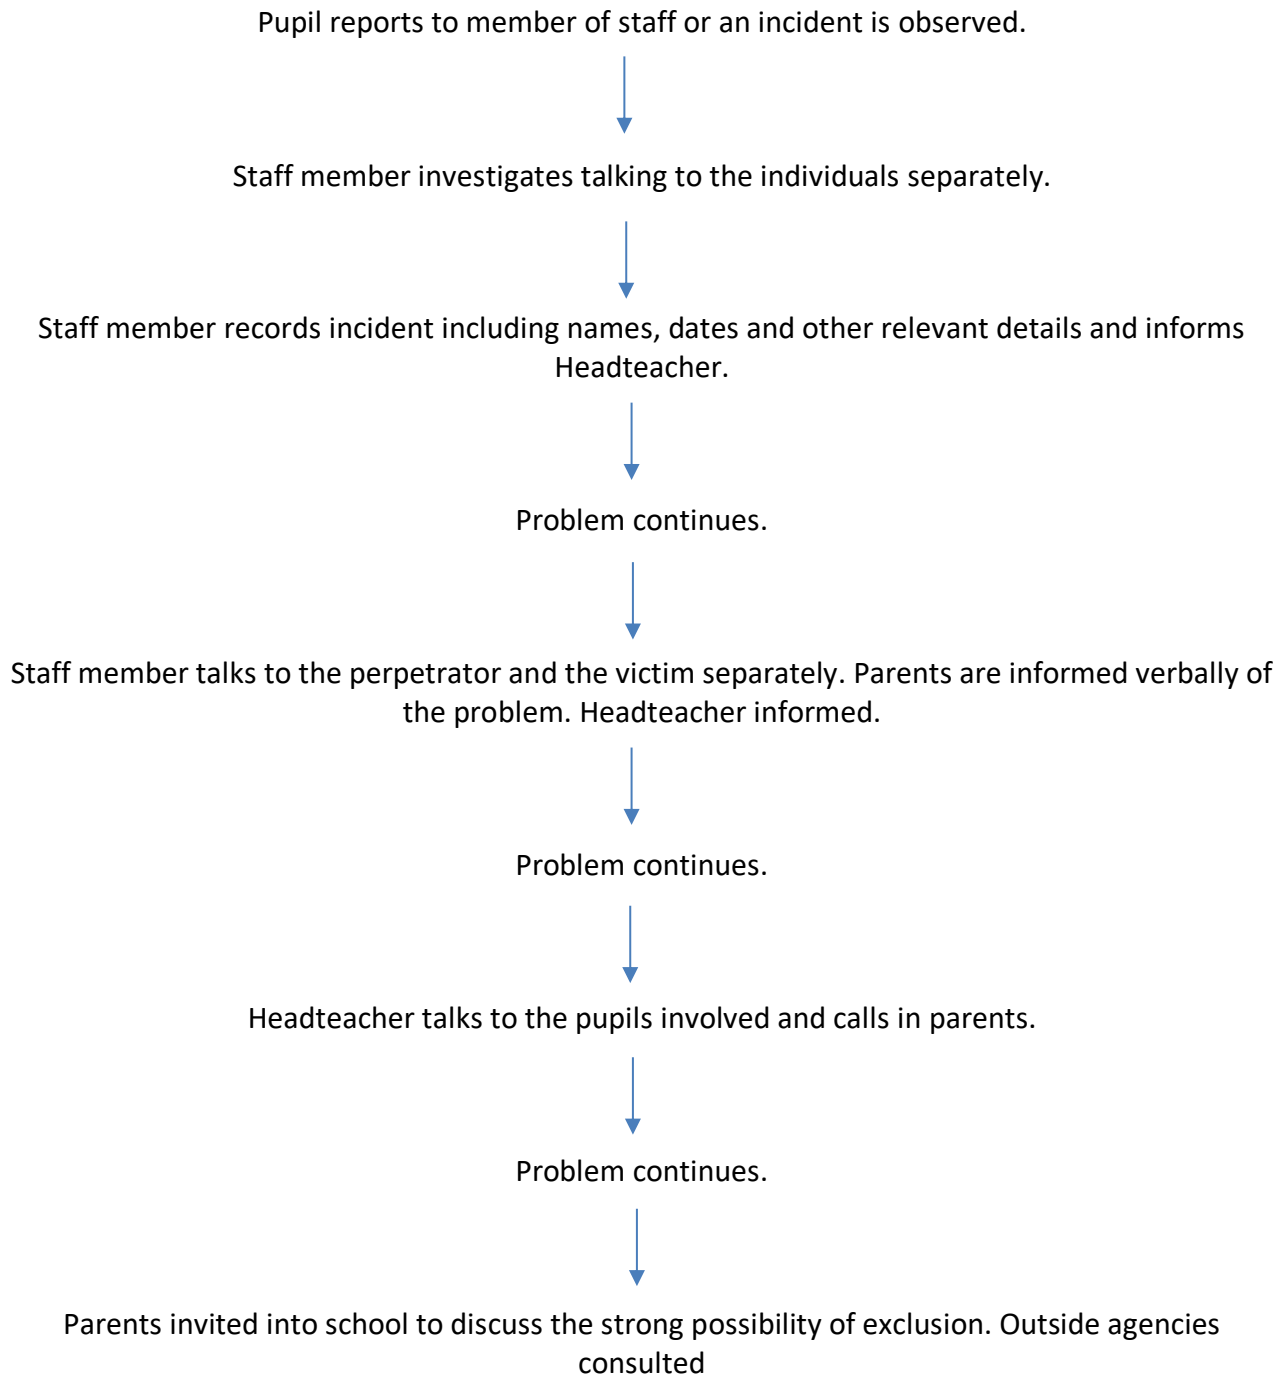 Pupil reports to member of staff or an incident is observed.
Staff member investigates talking to the individuals separately.
Staff member records incident including names, dates and other relevant details and informs
Headteacher.
Problem continues.
Staff member talks to the perpetrator and the victim separately. Parents are informed verbally of
the problem. Headteacher informed.
Problem continues.
Headteacher talks to the pupils involved and calls in parents.
Problem continues.
Parents invited into school to discuss the strong possibility of exclusion. Outside agencies
consulted